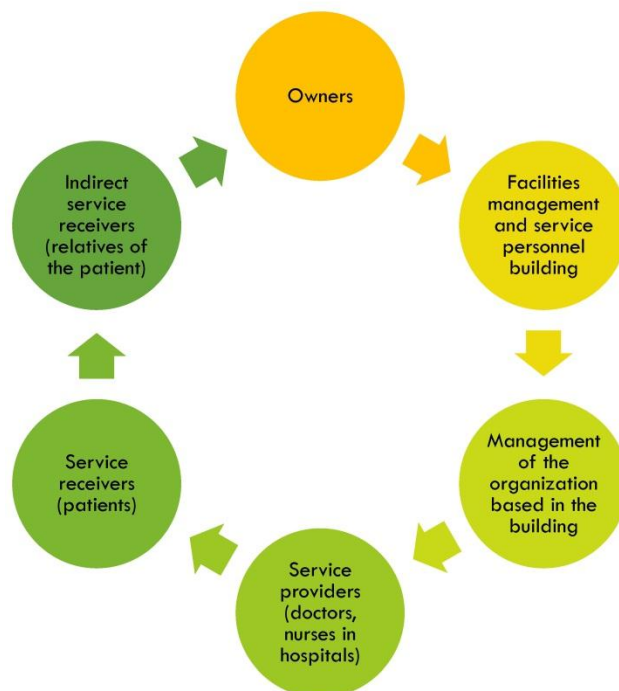 Owners
Facilities
management
and service
personnel
building
Management
of the
organization
based in the
building
Service
providers
(doctors,
nurses in
hospitals)
Service
receivers
(patients)
Indirect
service
receivers
(relatives of
the patient)